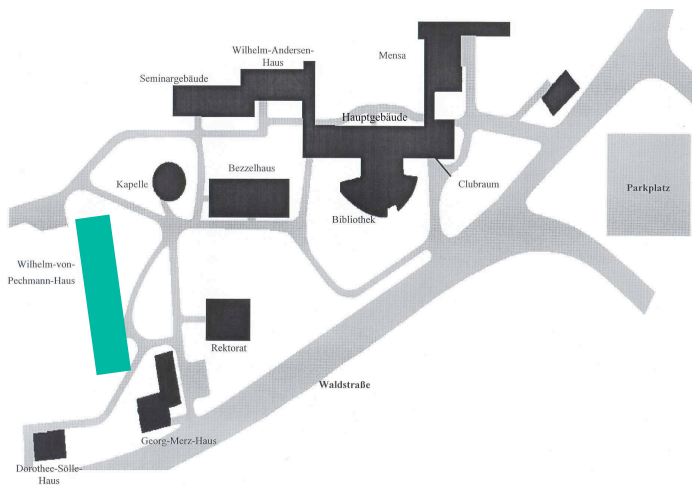 Wilhelm-Andersen-
Haus
Mensa
Seminargebäude
Hauptgebäude
Kapelle
Bezzelhaus
Clubraum
Parkplatz
Bibliothek
Wilhelm-von-
Pechmann-Haus
Rektorat
Waldstraße
Georg-Merz-Haus
Dorothee-Sölle-
Haus